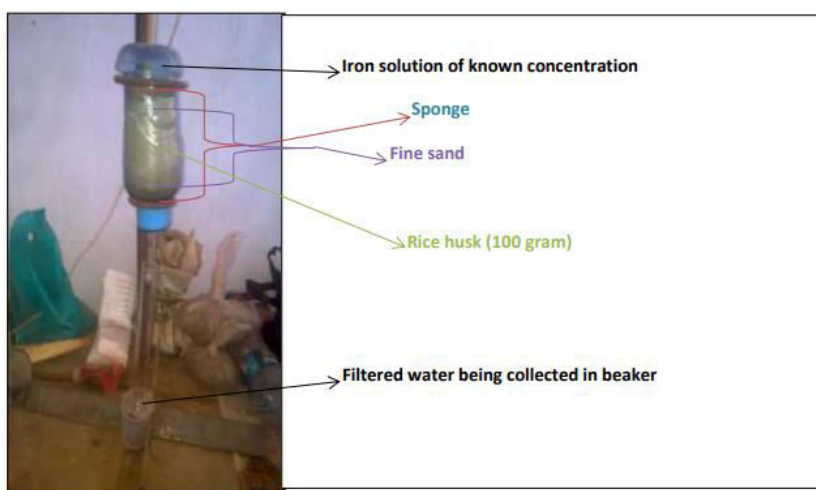 Iron solution of known concentration
Sponge
Fine sand
Rice husk (100 gram)
Filtered water being collected in beaker